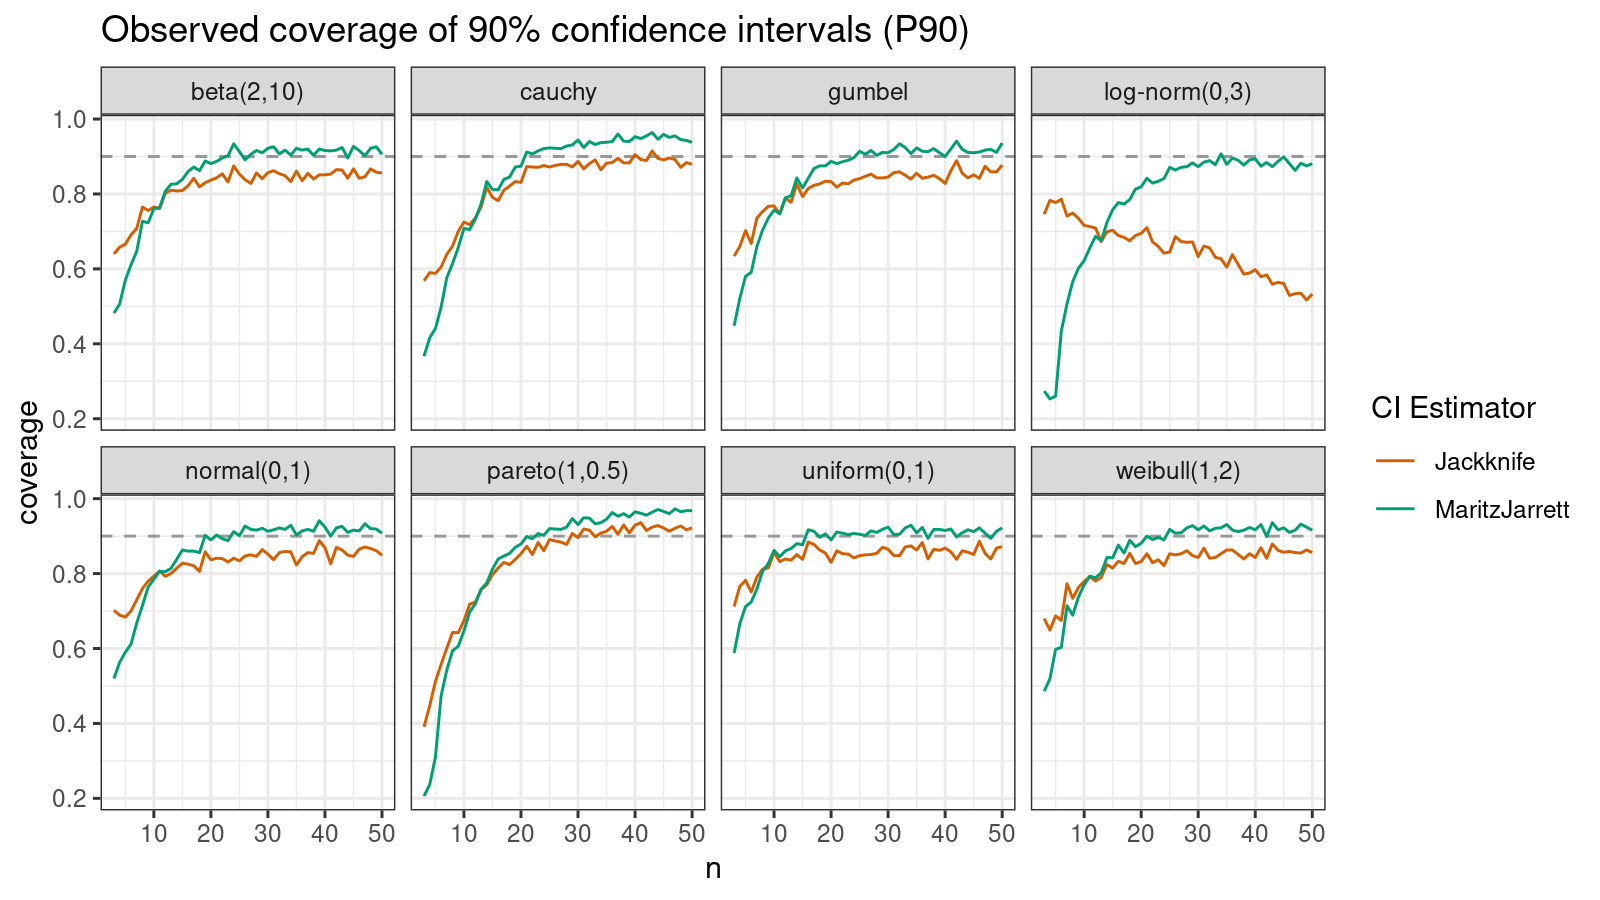 Observed coverage of 90% confidence intervals (P90)
beta(2,10) cauchy gumbel log-norm(0,3)
1.0
0.8
0.6
0.4
0.2
coverage
normal(0,1) pareto(1,0.5) uniform(0,1) weibull(1,2)
1.0
0.8
0.6
0.4
0.2
10 20 30 40 50 10 20 30 40 50 10 20 30 40 50 10 20 30 40 50
n
CI Estimator
Jackknife
MaritzJarrett